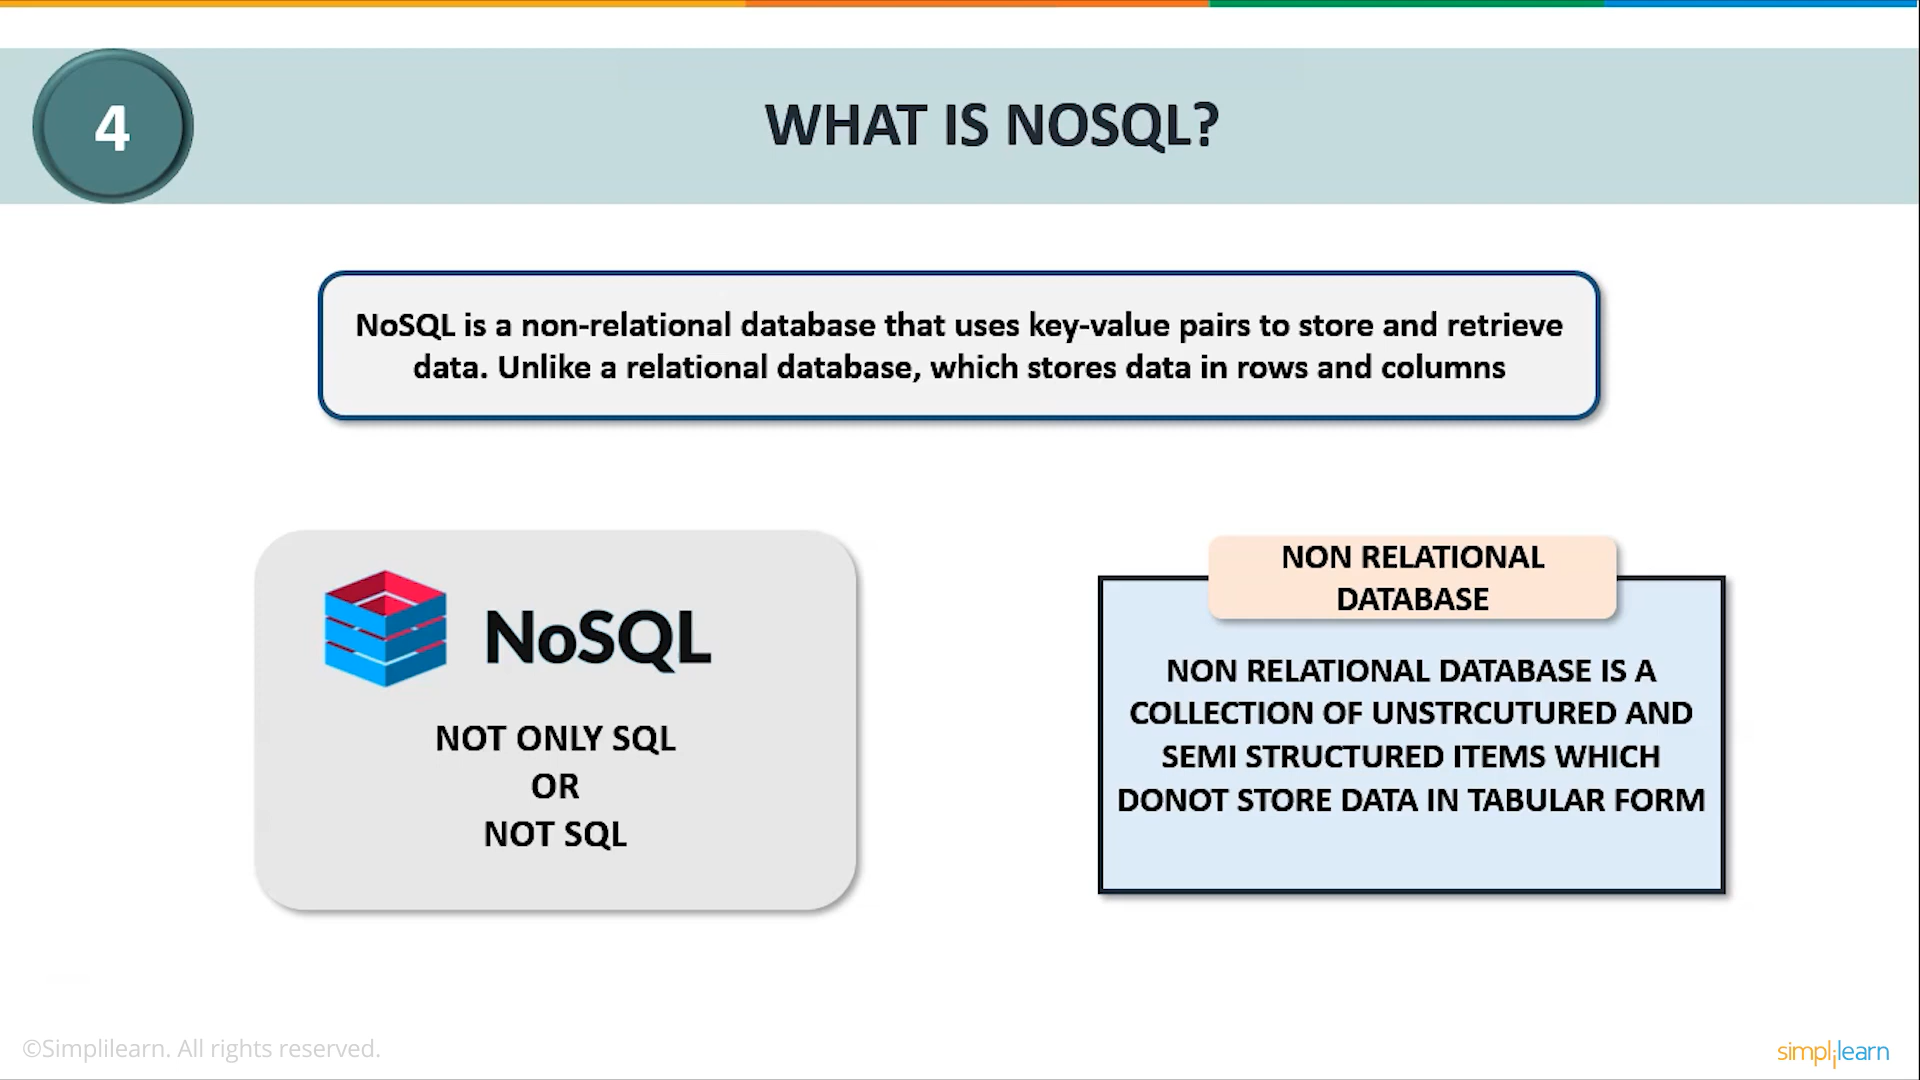 4
WHAT IS NOSQL?
NoSQL is a non-relational database that uses key-value pairs to store and retrieve
data. Unlike a relational database, which stores data in rows and columns
NoSQL
NOT ONLY SQL
OR
NOT SQL
NON RELATIONAL
DATABASE
NON RELATIONAL DATABASE IS A
COLLECTION OF UNSTRCUTURED AND
SEMI STRUCTURED ITEMS WHICH
DONOT STORE DATA IN TABULAR FORM
©Simplilearn. All rights reserved.
simplilearn